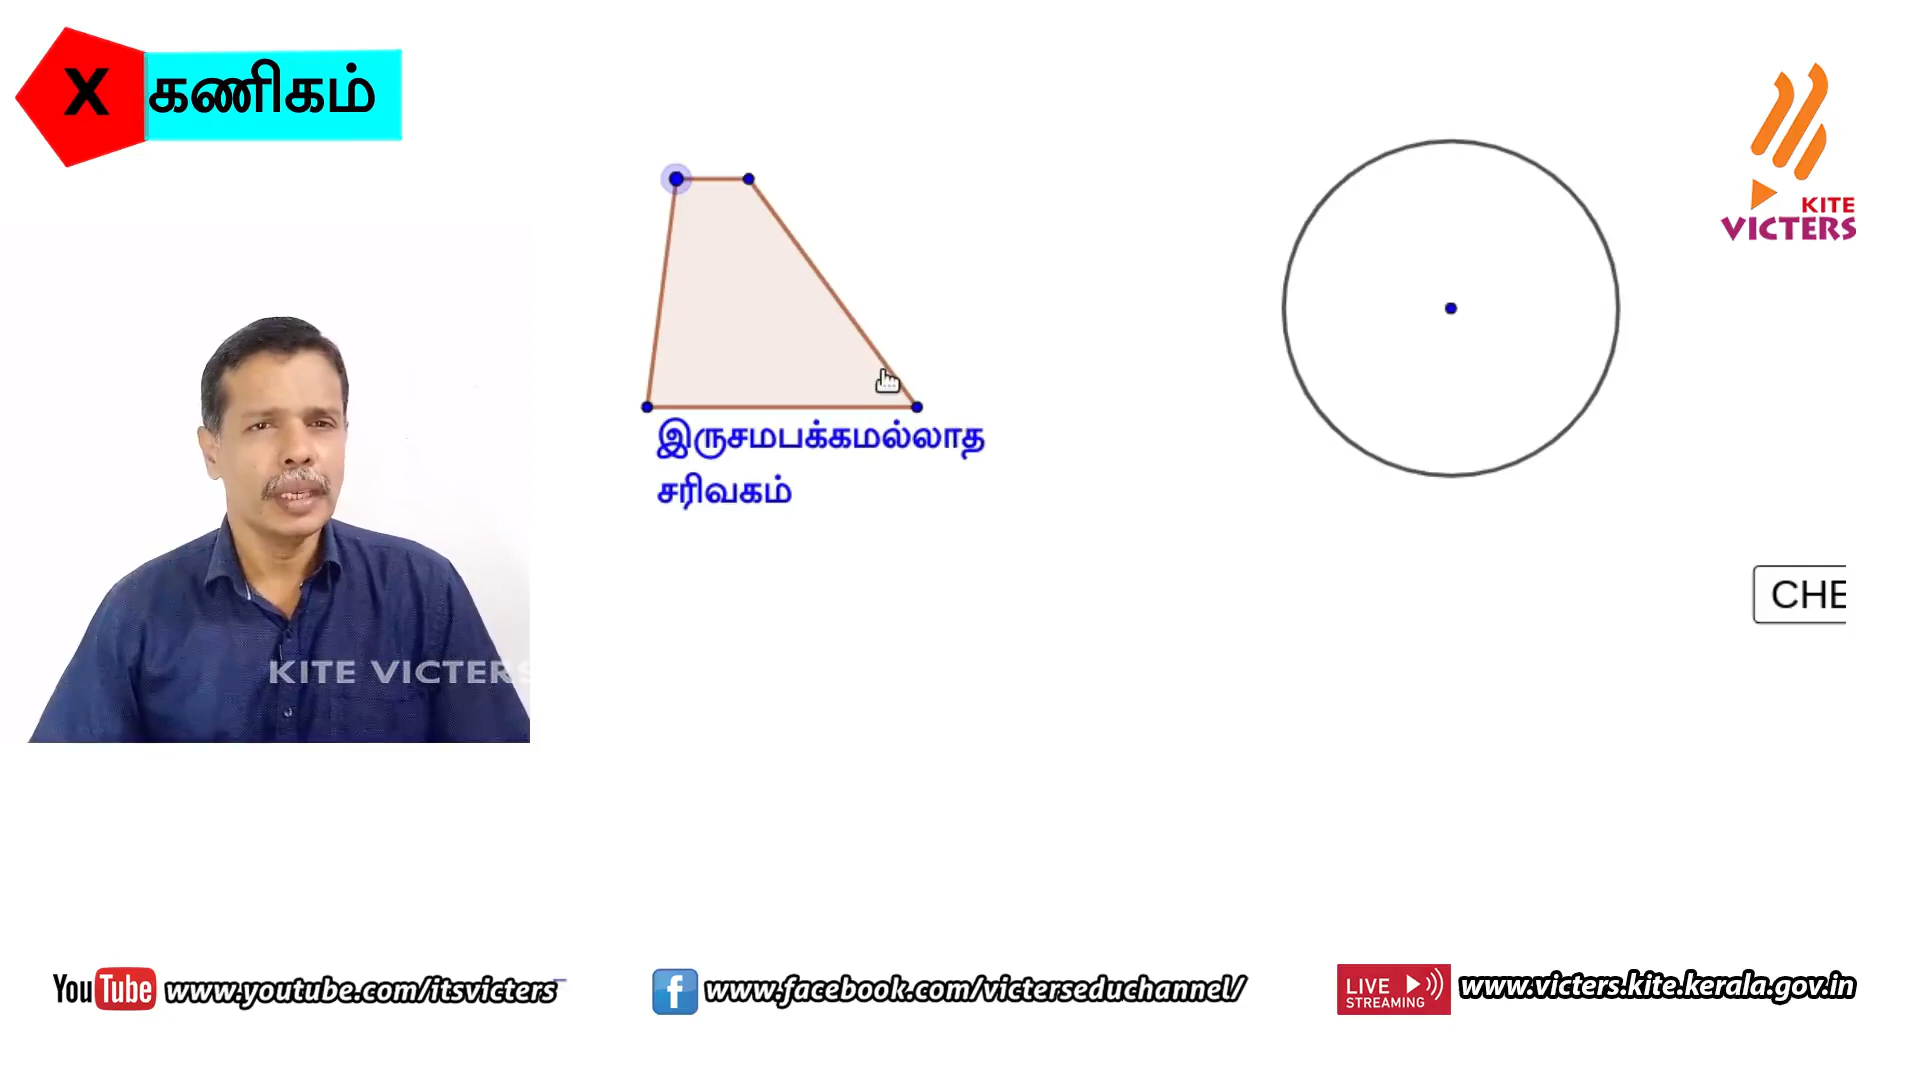 X கணிகம்
KITE
VICTERS
இருசமபக்கமல்லாத
சரிவகம்
CHE
KITE VICTERS
YouTube www.youtube.com/itsvicters
f www.facebook.com/victerseduchannel/
LIVE STREAMING www.victers.kite.kerala.gov.in